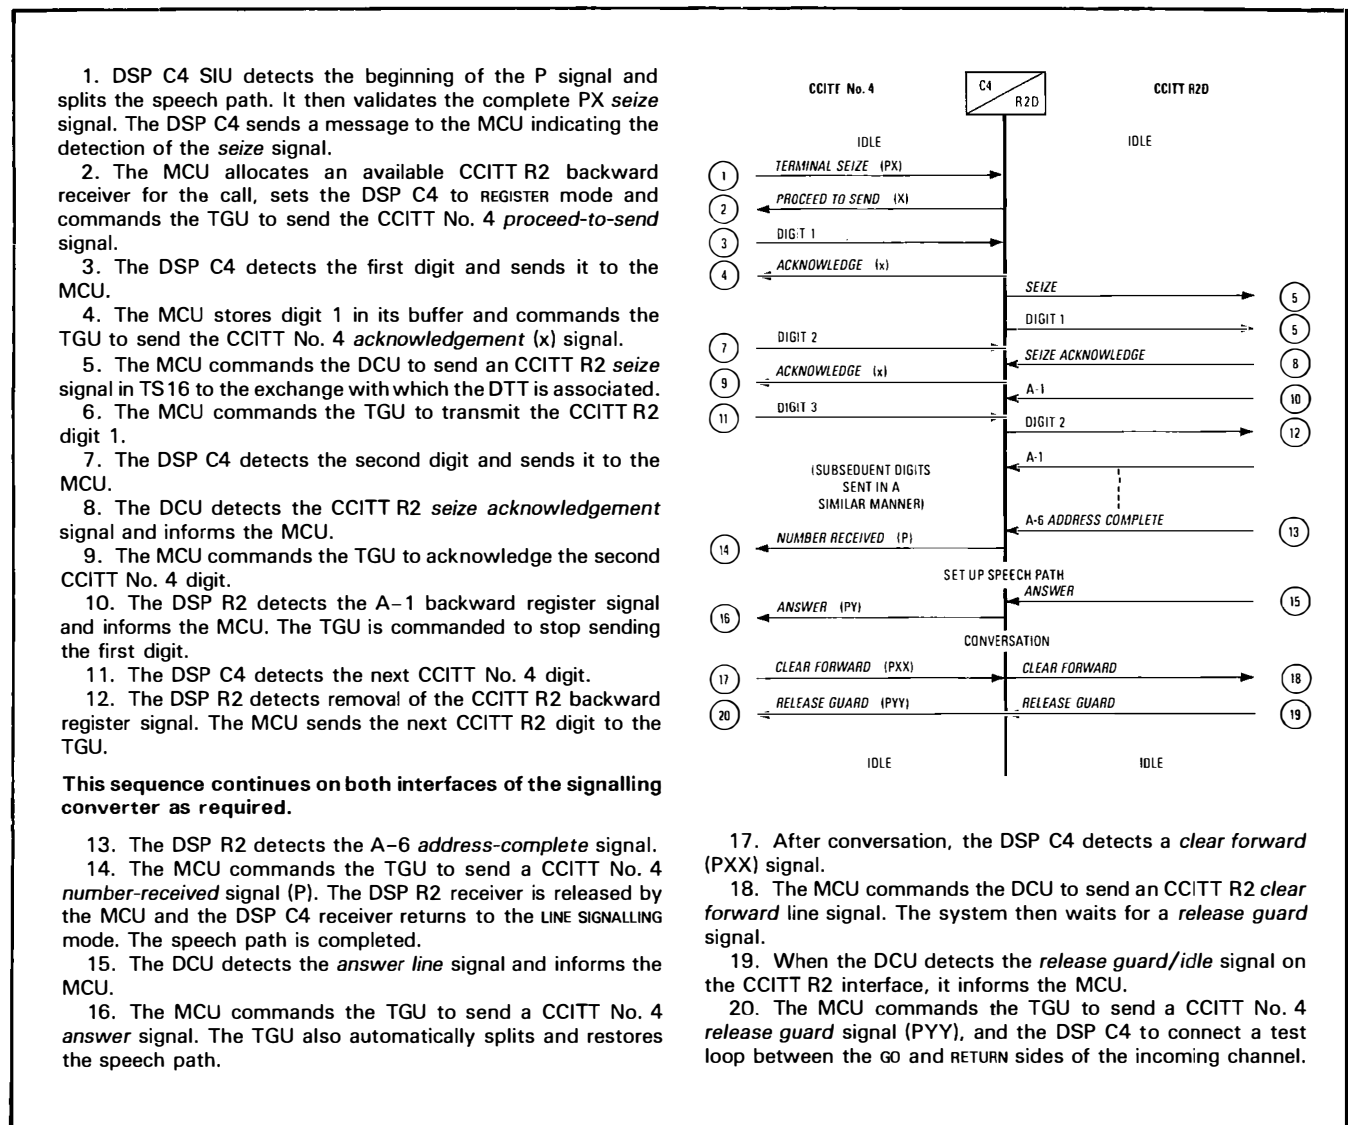 1. DSP C4 SIU detects the beginning of the P signal and
splits the speech path. It then validates the complete PX seize
signal. The DSP C4 sends a message to the MCU indicating the
detection of the seize signal.
2. The MCU allocates an available CCITT R2 backward
receiver for the call, sets the DSP C4 to REGISTER mode and
commands the TGU to send the CCITT No. 4 proceed-to-send
signal.
3. The DSP C4 detects the first digit and sends it to the
MCU.
4. The MCU stores digit 1 in its buffer and commands the
TGU to send the CCITT No. 4 acknowledgement (x) signal.
5. The MCU commands the DCU to send an CCITT R2 seize
signal in TS16 to the exchange with which the DTT is associated.
6. The MCU commands the TGU to transmit the CCITT R2
digit 1.
7. The DSP C4 detects the second digit and sends it to the
MCU.
8. The DCU detects the CCITT R2 seize acknowledgement
signal and informs the MCU.
9. The MCU commands the TGU to acknowledge the second
CCITT No. 4 digit.
10. The DSP R2 detects the A–1 backward register signal
and informs the MCU. The TGU is commanded to stop sending
the first digit.
11. The DSP C4 detects the next CCITT No. 4 digit.
12. The DSP R2 detects removal of the CCITT R2 backward
register signal. The MCU sends the next CCITT R2 digit to the
TGU.
This sequence continues on both interfaces of the signalling
converter as required.
13. The DSP R2 detects the A–6 address-complete signal.
14. The MCU commands the TGU to send a CCITT No. 4
number-received signal (P). The DSP R2 receiver is released by
the MCU and the DSP C4 receiver returns to the LINE SIGNALLING
mode. The speech path is completed.
15. The DCU detects the answer line signal and informs the
MCU.
16. The MCU commands the TGU to send a CCITT No. 4
answer signal. The TGU also automatically splits and restores
the speech path.
CCITT No. 4
C4
R2D
CCITT R2D
IDLE
IDLE
1
TERMINAL SEIZE (PX)
2
PROCEED TO SEND (X)
3
DIGIT 1
4
ACKNOWLEDGE (x)
SEIZE
5
DIGIT 1
5
7
DIGIT 2
SEIZE ACKNOWLEDGE
8
9
ACKNOWLEDGE (x)
A-1
10
11
DIGIT 3
DIGIT 2
12
A-1
(SUBSEQUENT DIGITS
SENT IN A
SIMILAR MANNER)
A-6 ADDRESS COMPLETE
13
14
NUMBER RECEIVED (P)
SET UP SPEECH PATH
ANSWER
15
16
ANSWER (PY)
CONVERSATION
17
CLEAR FORWARD (PXX)
CLEAR FORWARD
18
20
RELEASE GUARD (PYY)
RELEASE GUARD
19
IDLE
IDLE
17. After conversation, the DSP C4 detects a clear forward
(PXX) signal.
18. The MCU commands the DCU to send an CCITT R2 clear
forward line signal. The system then waits for a release guard
signal.
19. When the DCU detects the release guard/idle signal on
the CCITT R2 interface, it informs the MCU.
20. The MCU commands the TGU to send a CCITT No. 4
release guard signal (PYY), and the DSP C4 to connect a test
loop between the GO and RETURN sides of the incoming channel.